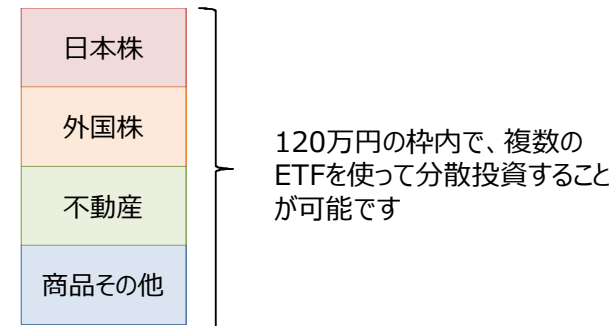 日本株
外国株
不動産
商品その他
120万円の枠内で、複数の
ETFを使って分散投資すること
が可能です